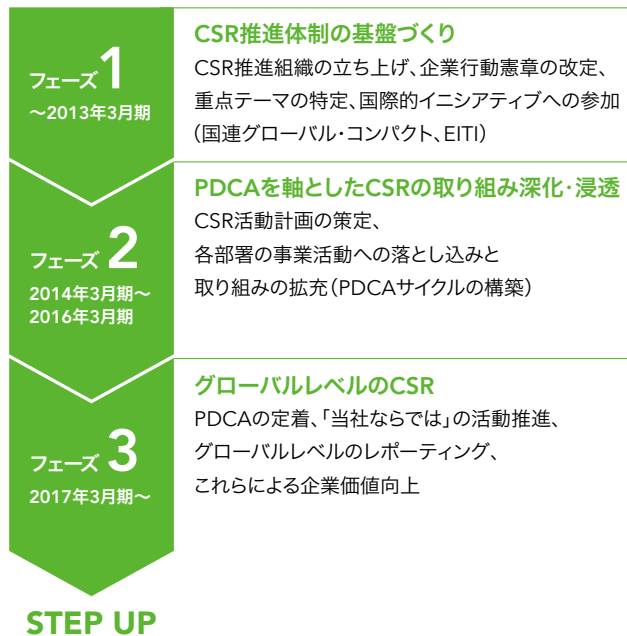 フェーズ1
〜2013年3月期
CSR推進体制の基盤づくり
CSR推進組織の立ち上げ、企業行動憲章の改定、
重点テーマの特定、国際的イニシアティブへの参加
（国連グローバル・コンパクト、EITI）
フェーズ2
2014年3月期〜
2016年3月期
PDCAを軸としたCSRの取り組み深化・浸透
CSR活動計画の策定、
各部署の事業活動への落とし込みと
取り組みの拡充（PDCAサイクルの構築）
フェーズ3
2017年3月期〜
グローバルレベルのCSR
PDCAの定着、「当社ならでは」の活動推進、
グローバルレベルのレポーティング、
これらによる企業価値向上
STEP UP